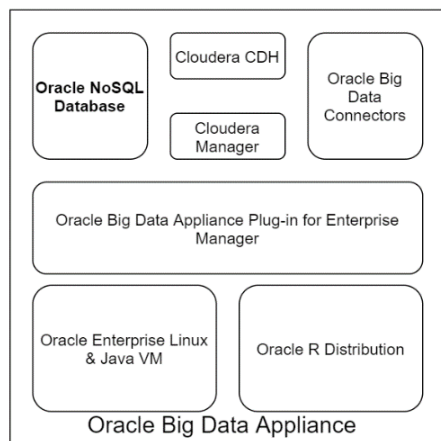 Oracle NoSQL
Database
Cloudera CDH
Cloudera
Manager
Oracle Big
Data
Connectors
Oracle Big Data Appliance Plug-in for Enterprise
Manager
Oracle Enterprise Linux
& Java VM
Oracle R Distribution
Oracle Big Data Appliance